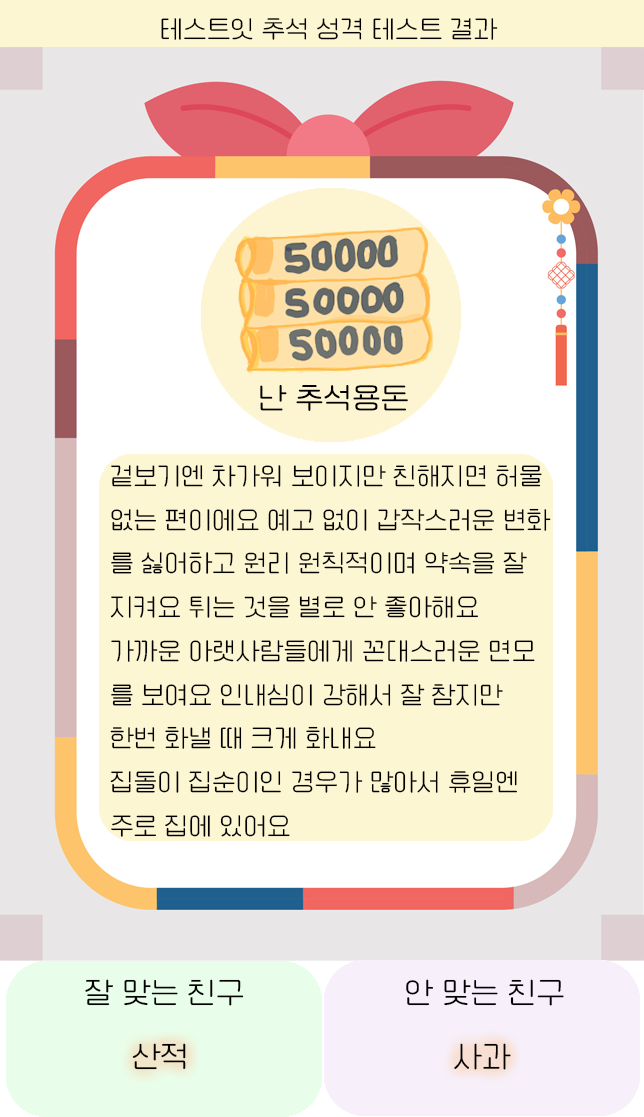 테스트잇 추석 성격 테스트 결과
50000
50000
50000
난 추석용돈
겉보기엔 차가워 보이지만 친해지면 허물
없는 편이에요 예고 없이 갑작스러운 변화
를 싫어하고 원리 원칙적이며 약속을 잘
지켜요 튀는 것을 별로 안 좋아해요
가까운 아랫사람들에게 꼰대스러운 면모
를 보여요 인내심이 강해서 잘 참지만
한번 화낼 때 크게 화내요
집돌이 집순이인 경우가 많아서 휴일엔
주로 집에 있어요
잘 맞는 친구
산적
안 맞는 친구
사과